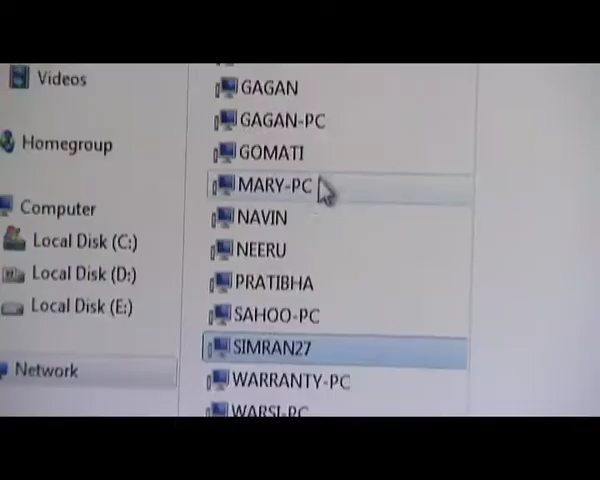 Videos
Homegroup
Computer
Local Disk (C:)
Local Disk (D:)
Local Disk (E:)
Network
GAGAN
GAGAN-PC
GOMATI
MARY-PC
NAVIN
NEERU
PRATIBHA
SAHOO-PC
SIMRAN27
WARRANTY-PC
WARSI-PC